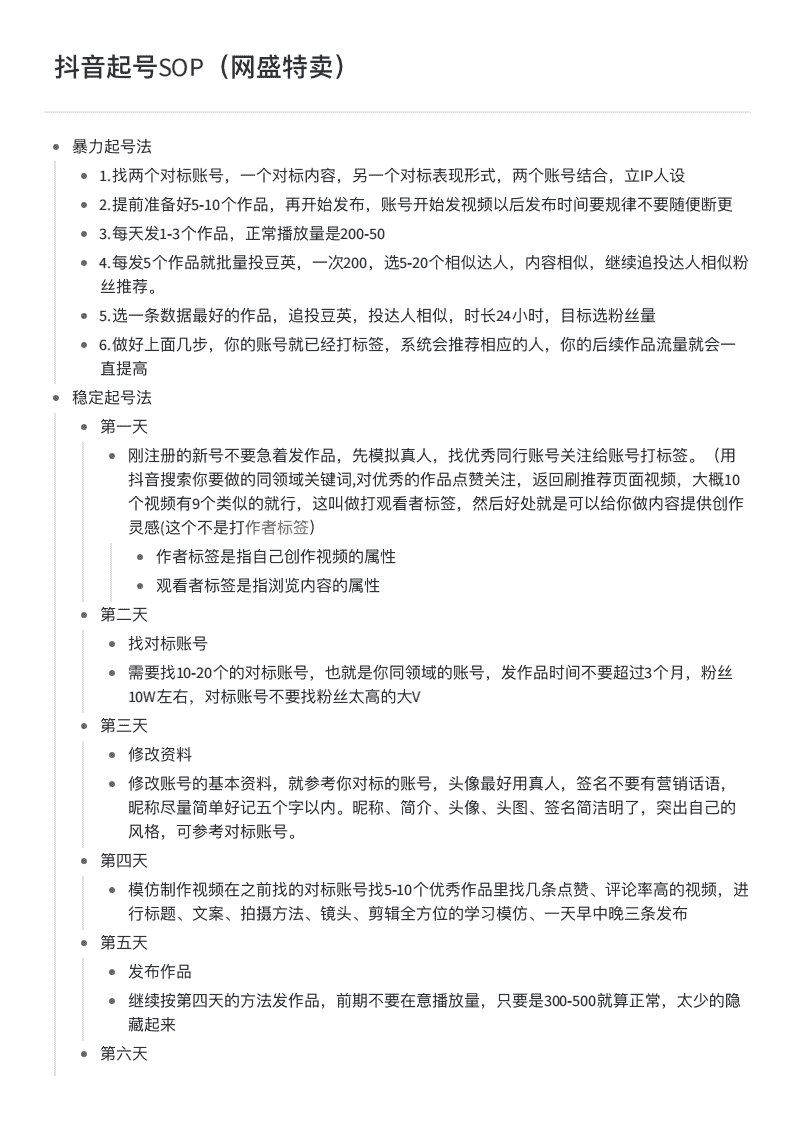 抖音起号SOP（网盛特卖）
暴力起号法
1.找两个对标账号，一个对标内容，另一个对标表现形式，两个账号结合，立IP人设
2.提前准备好5-10个作品，再开始发布，账号开始发视频以后发布时间要规律不要随便断更
3.每天发1-3个作品，正常播放量是200-50
4.每发5个作品就批量投豆荚，一次200，选5-20个相似达人，内容相似，继续追投达人相似粉
丝推荐。
5.选一条数据最好的作品，追投豆荚，投达人相似，时长24小时，目标选粉丝量
6.做好上面几步，你的账号就已经打标签，系统会推荐相应的人，你的后续作品流量就会一
直提高
稳定起号法
第一天
刚注册的新号不要急着发作品，先模拟真人，找优秀同行账号关注给账号打标签。（用
抖音搜索你要做的同领域关键词,对优秀的作品点赞关注，返回刷推荐页面视频，大概10
个视频有9个类似的就行，这叫做打观看者标签，然后好处就是可以给你做内容提供创作
灵感(这个不是打作者标签）
作者标签是指自己创作视频的属性
观看者标签是指浏览内容的属性
第二天
找对标账号
需要找10-20个的对标账号，也就是你同领域的账号，发作品时间不要超过3个月，粉丝
10W左右，对标账号不要找粉丝太高的大V
第三天
修改资料
修改账号的基本资料，就参考你对标的账号，头像最好用真人，签名不要有营销话语，
昵称尽量简单好记五个字以内。昵称、简介、头像、头图、签名简洁明了，突出自己的
风格，可参考对标账号。
第四天
模仿制作视频在之前找的对标账号找5-10个优秀作品里找几条点赞、评论率高的视频，进
行标题、文案、拍摄方法、镜头、剪辑全方位的学习模仿、一天早中晚三条发布
第五天
发布作品
继续按第四天的方法发作品，前期不要在意播放量，只要是300-500就算正常，太少的隐
藏起来
第六天